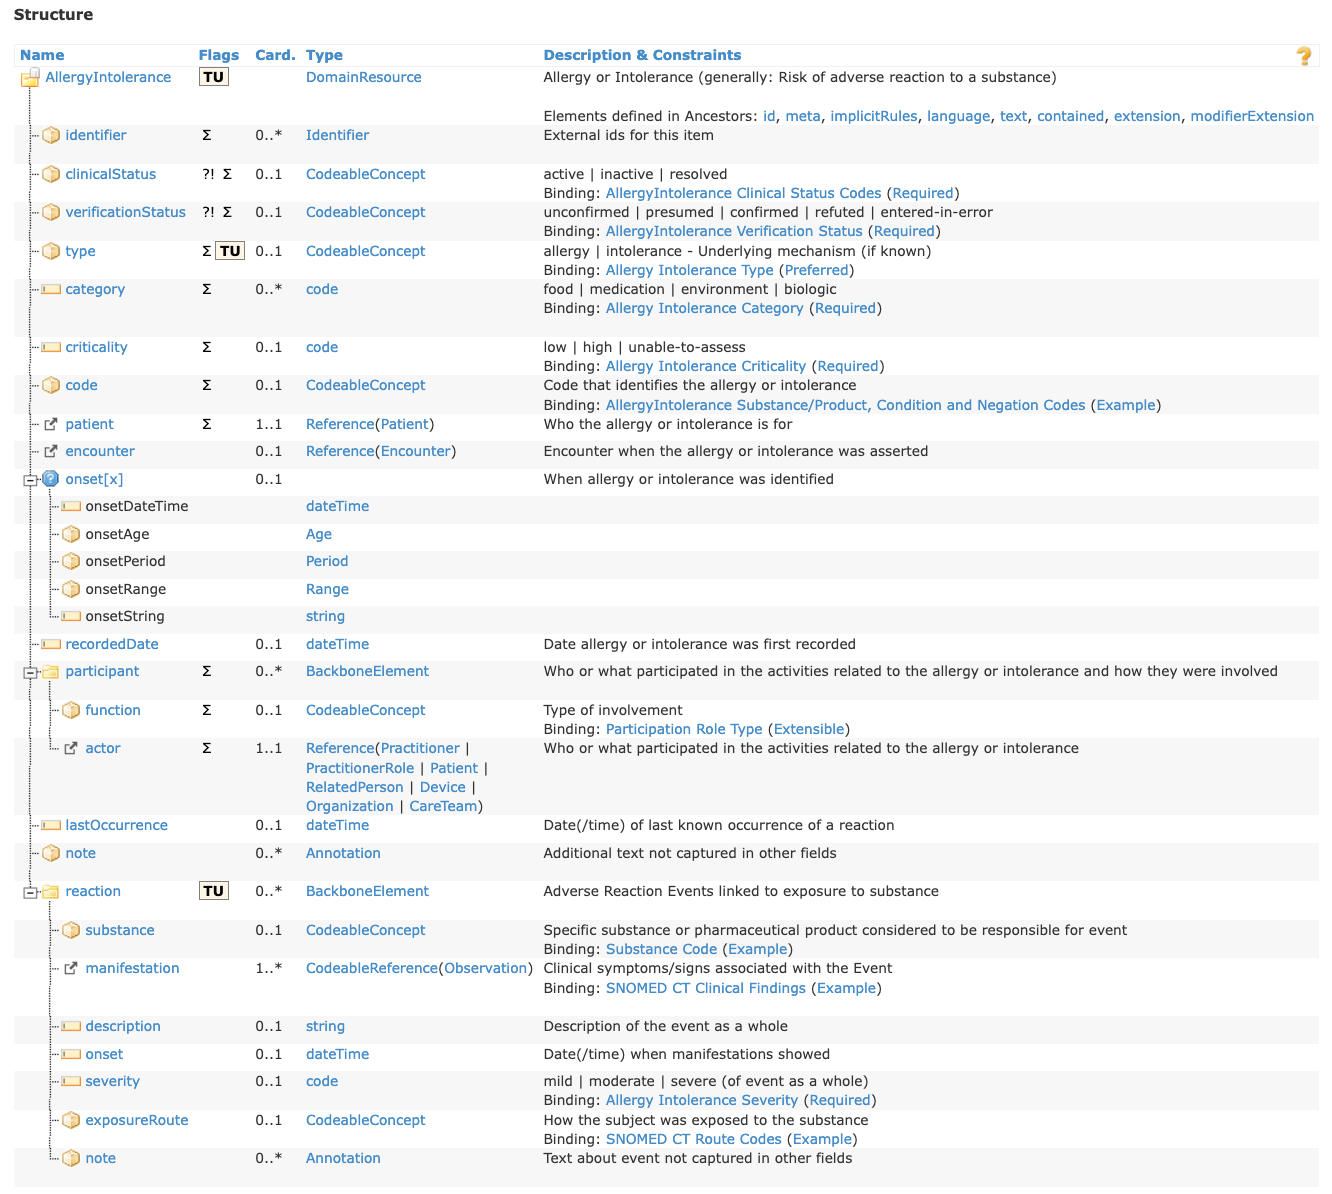 Structure
Name Flags Card. Type Description & Constraints
AllergyIntolerance TU DomainResource Allergy or Intolerance (generally: Risk of adverse reaction to a substance)
Elements defined in Ancestors: id, meta, implicitRules, language, text, contained, extension, modifierExtension
identifier Σ 0..* Identifier External ids for this item
clinicalStatus ?! Σ 0..1 CodeableConcept active | inactive | resolved
Binding: AllergyIntolerance Clinical Status Codes (Required)
verificationStatus ?! Σ 0..1 CodeableConcept unconfirmed | presumed | confirmed | refuted | entered-in-error
Binding: AllergyIntolerance Verification Status (Required)
type Σ TU 0..1 CodeableConcept allergy | intolerance - Underlying mechanism (if known)
Binding: Allergy Intolerance Type (Preferred)
category Σ 0..* code food | medication | environment | biologic
Binding: Allergy Intolerance Category (Required)
criticality Σ 0..1 code low | high | unable-to-assess
Binding: Allergy Intolerance Criticality (Required)
code Σ 0..1 CodeableConcept Code that identifies the allergy or intolerance
Binding: AllergyIntolerance Substance/Product, Condition and Negation Codes (Example)
patient Σ 1..1 Reference(Patient) Who the allergy or intolerance is for
encounter 0..1 Reference(Encounter) Encounter when the allergy or intolerance was asserted
onset[x] 0..1 When allergy or intolerance was identified
onsetDateTime dateTime
onsetAge Age
onsetPeriod Period
onsetRange Range
onsetString string
recordedDate 0..1 dateTime Date allergy or intolerance was first recorded
participant Σ 0..* BackboneElement Who or what participated in the activities related to the allergy or intolerance and how they were involved
function Σ 0..1 CodeableConcept Type of involvement
Binding: Participation Role Type (Extensible)
actor Σ 1..1 Reference(Practitioner | Who or what participated in the activities related to the allergy or intolerance
PractitionerRole | Patient |
RelatedPerson | Device |
Organization | CareTeam)
lastOccurrence 0..1 dateTime Date(/time) of last known occurrence of a reaction
note 0..* Annotation Additional text not captured in other fields
reaction TU 0..* BackboneElement Adverse Reaction Events linked to exposure to substance
substance 0..1 CodeableConcept Specific substance or pharmaceutical product considered to be responsible for event
Binding: Substance Code (Example)
manifestation 1..* CodeableReference(Observation) Clinical symptoms/signs associated with the Event
Binding: SNOMED CT Clinical Findings (Example)
description 0..1 string Description of the event as a whole
onset 0..1 dateTime Date(/time) when manifestations showed
severity 0..1 code mild | moderate | severe (of event as a whole)
Binding: Allergy Intolerance Severity (Required)
exposureRoute 0..1 CodeableConcept How the subject was exposed to the substance
Binding: SNOMED CT Route Codes (Example)
note 0..* Annotation Text about event not captured in other fields